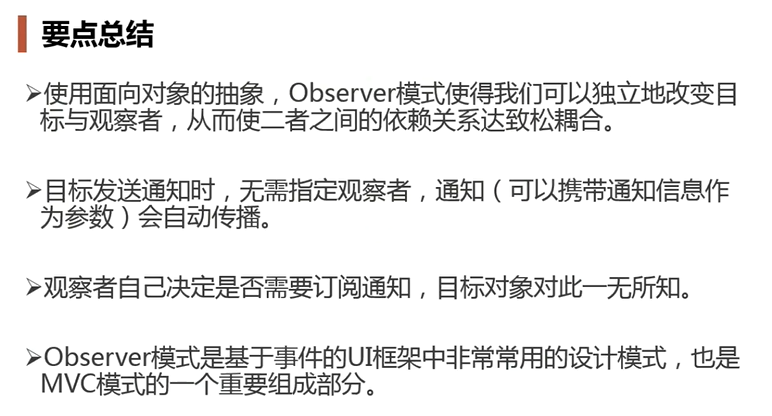 要点总结
➢使用面向对象的抽象，Observer模式使得我们可以独立地改变目
标与观察者，从而使二者之间的依赖关系达致松耦合。
➢目标发送通知时，无需指定观察者，通知（可以携带通知信息作
为参数）会自动传播。
➢观察者自己决定是否需要订阅通知，目标对象对此一无所知。
➢Observer模式是基于事件的UI框架中非常常用的设计模式，也是
MVC模式的一个重要组成部分。